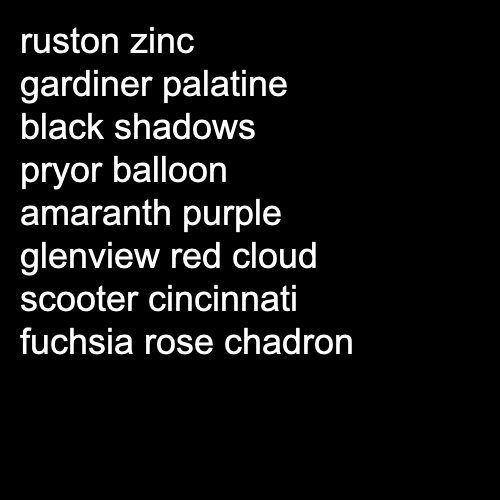 ruston zinc
gardiner palatine
black shadows
pryor balloon
amaranth purple
glenview red cloud
scooter cincinnati
fuchsia rose chadron